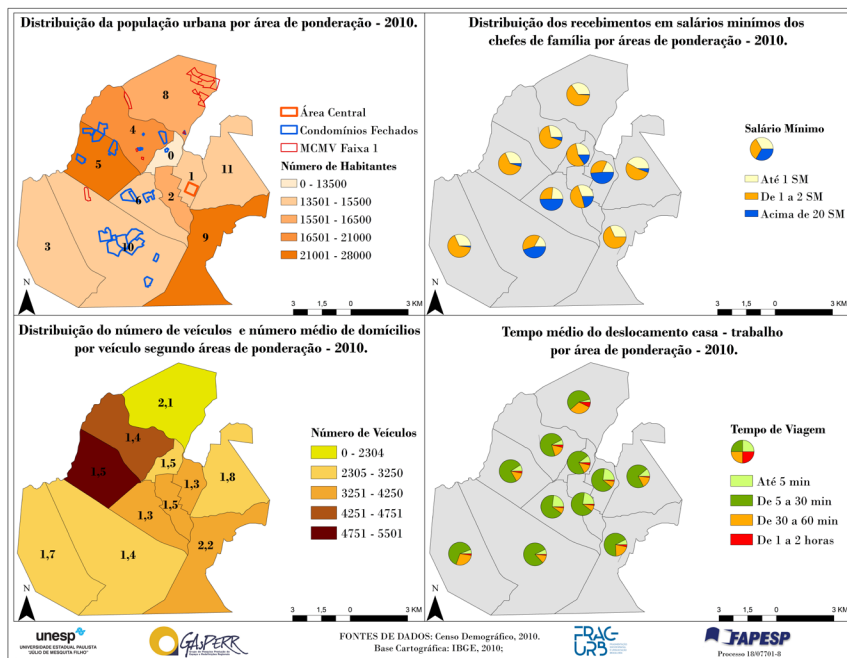 Distribuição da população urbana por área de ponderação - 2010.
8
4
5
0
1
11
6
2
3
10
9
Área Central
Condomínios Fechados
MCMV Faixa 1
Número de Habitantes
0 - 13500
13501 - 15500
15501 - 16500
16501 - 21000
21001 - 28000
N
3 1,5 0 3 KM
Distribuição dos recebimentos em salários minímos dos
chefes de família por áreas de ponderação - 2010.
Salário Mínimo
Até 1 SM
De 1 a 2 SM
Acima de 20 SM
N
3 1,5 0 3 KM
Distribuição do número de veículos e número médio de domícilios
por veículo segundo áreas de ponderação - 2010.
2,1
1,4
1,5
1,5
1,8
1,3
1,5
1,3
1,7
1,4
2,2
Número de Veículos
0 - 2304
2305 - 3250
3251 - 4250
4251 - 4751
4751 - 5501
N
3 1,5 0 3 KM
Tempo médio do deslocamento casa - trabalho
por área de ponderação - 2010.
Tempo de Viagem
Até 5 min
De 5 a 30 min
De 30 a 60 min
De 1 a 2 horas
N
3 1,5 0 3 KM
unesp
UNIVERSIDADE ESTADUAL PAULISTA
"JÚLIO DE MESQUITA FILHO"
GASPERR
FONTES DE DADOS: Censo Demográfico, 2010.
Base Cartográfica: IBGE, 2010;
FRAG
URB
FAPESP
Processo 18/07701-8